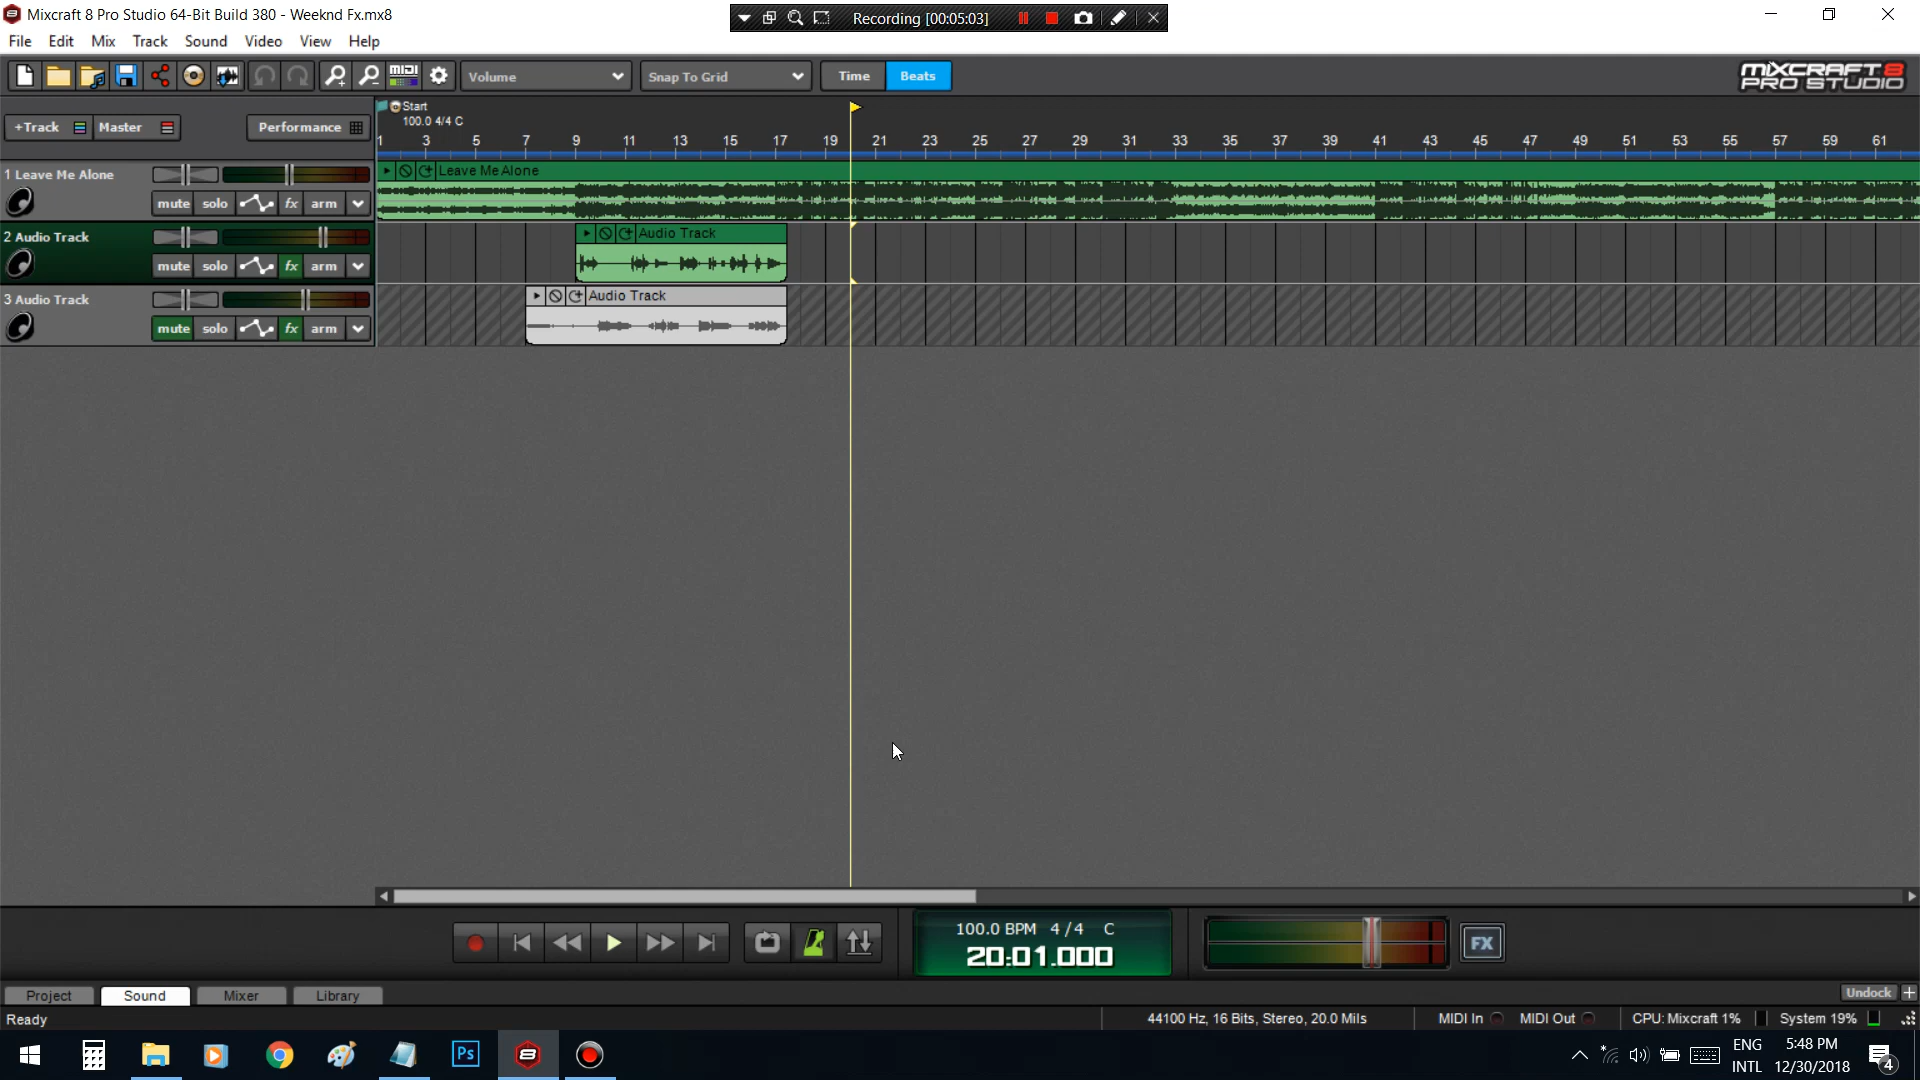 Mixcraft 8 Pro Studio 64-Bit Build 380 - Weeknd Fx.mx8
Recording [00:05:03]
File Edit Mix Track Sound Video View Help
MIDI
Volume
Snap To Grid
Time Beats
MIXCRAFT 8
PRO STUDIO
+Track Master Performance
Start
100.0 4/4 C
1 3 5 7 9 11 13 15 17 19 21 23 25 27 29 31 33 35 37 39 41 43 45 47 49 51 53 55 57 59 61
1 Leave Me Alone
Leave Me Alone
mute solo fx arm
2 Audio Track
Audio Track
mute solo fx arm
3 Audio Track
Audio Track
mute solo fx arm
100.0 BPM 4/4 C
20:01.000
FX
Project Sound Mixer Library
Undock
Ready
44100 Hz, 16 Bits, Stereo, 20.0 Mils
MIDI In MIDI Out
CPU: Mixcraft 1% System 19%
Ps
8
ENG
INTL
5:48 PM
12/30/2018
4